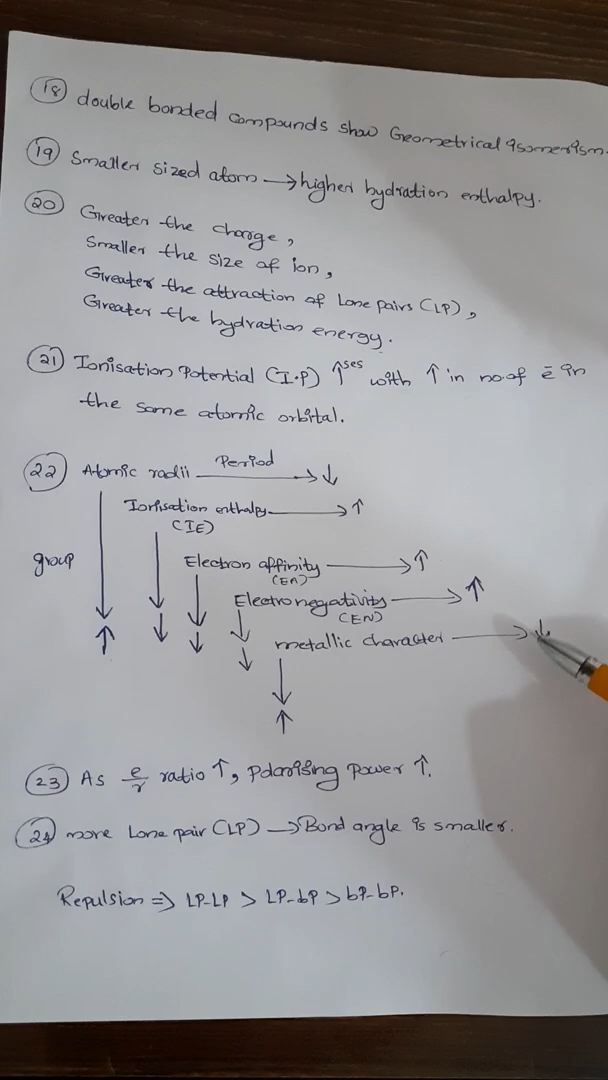 18 double bonded compounds show Geometrical isomerism.
19 Smaller sized atom → higher hydration enthalpy.
20 Greater the charge,
Smaller the size of ion,
Greater the attraction of Lone pairs (LP),
Greater the hydration energy.
21 Ionisation Potential (I.P) ↑ses with ↑ in no.of ē in
the same atomic orbital.
22 Atomic radii Period → ↓
Ionisation enthalpy → ↑
(IE)
group
Electron affinity → ↑
(EA)
Electronegativity → ↑
(EN)
↑ ↓ ↓ ↓
metallic character → ↓
↑
23 As e/r ratio ↑, Polarising Power ↑.
24 more Lone pair (LP) → Bond angle is smaller.
Repulsion ⇒ LP-LP > LP-bP > bP-bP.